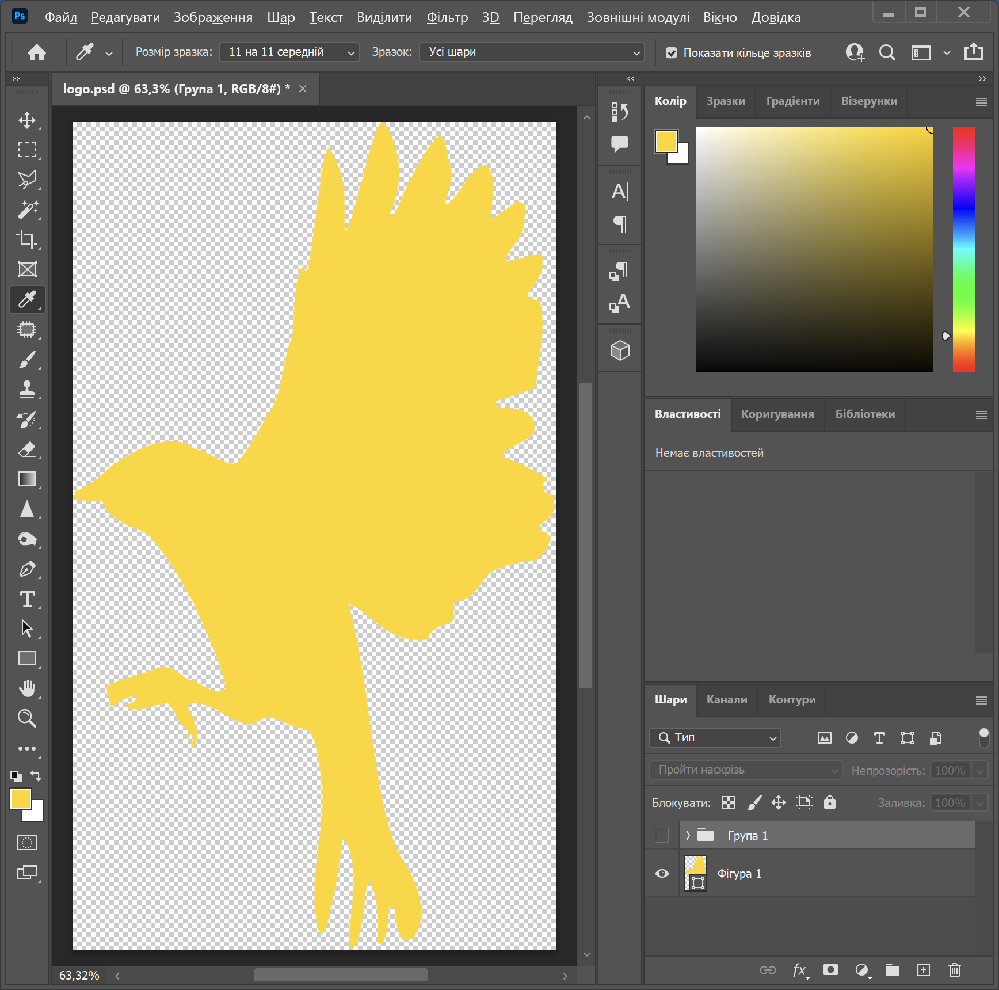 Ps
Файл Редагувати Зображення Шар Текст Виділити Фільтр 3D Перегляд Зовнішні модулі Вікно Довідка
Розмір зразка: 11 на 11 середній Зразок: Усі шари Показати кільце зразків
logo.psd @ 63,3% (Група 1, RGB/8#) *
Колір Зразки Градієнти Візерунки
Властивості Коригування Бібліотеки
Немає властивостей
Шари Канали Контури
Тип
Пройти наскрізь Непрозорість: 100%
Блокувати: Заливка: 100%
Група 1
Фігура 1
fx
63,32%